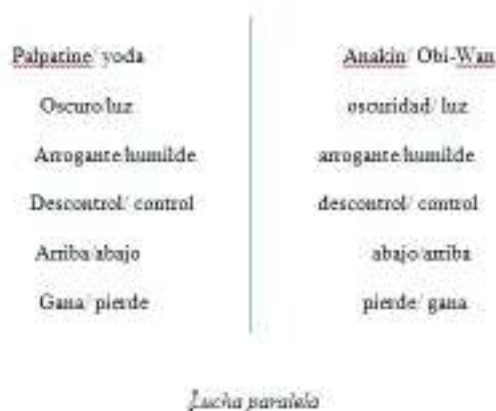 Palpatine/ yoda
Anakin/ Obi-Wan
Oscuro/luz
oscuridad/ luz
Arrogante/humilde
arrogante/humilde
Descontrol/ control
descontrol/ control
Arriba/abajo
abajo/arriba
Gana/ pierde
pierde/ gana
Lucha paralela